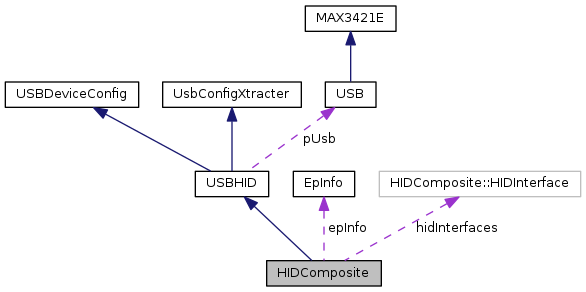 MAX3421E
USBDeviceConfig
UsbConfigXtracter
USB
pUsb
USBHID
EpInfo
HIDComposite::HIDInterface
epInfo
hidInterfaces
HIDComposite